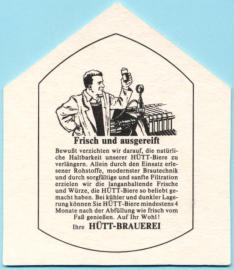 Frisch und ausgereift
Bewußt verzichten wir darauf, die natürli-
che Haltbarkeit unserer HÜTT-Biere zu
verlängern. Allein durch den Einsatz erle-
sener Rohstoffe, modernster Brautechnik
und durch sorgfältige und sanfte Filtration
erzielen wir die langanhaltende Frische
und Würze, die HÜTT-Biere so beliebt ge-
macht haben. Bei kühler und dunkler Lage-
rung können Sie HÜTT-Biere mindestens 4
Monate nach der Abfüllung wie frisch vom
Faß genießen. Auf Ihr Wohl!
Ihre HÜTT-BRAUEREI